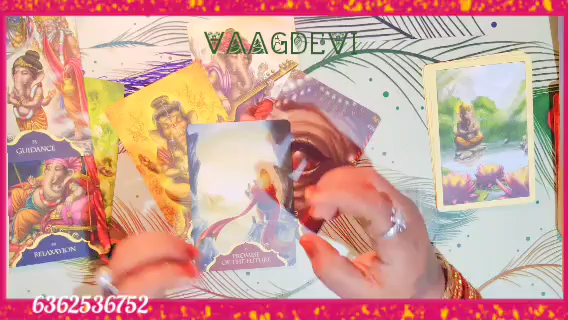 VAAGDEVI
GUIDANCE
RELAXATION
PROMISE
OF THE FUTURE
6362536752